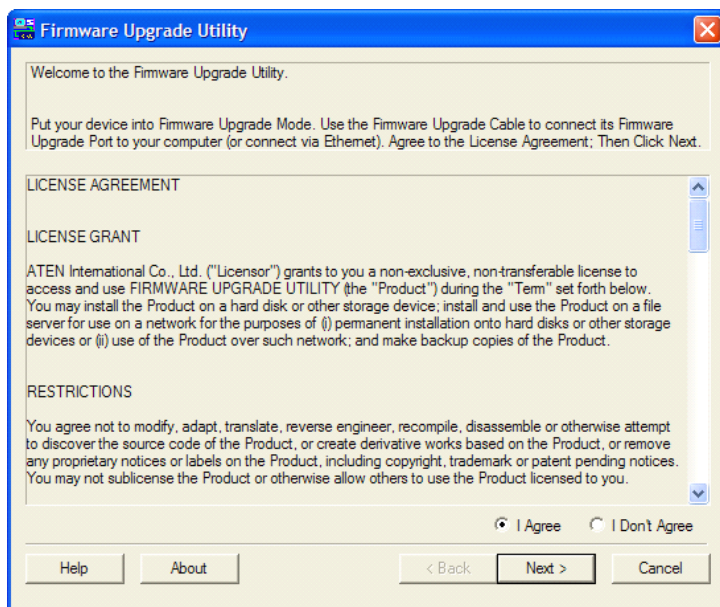 Firmware Upgrade Utility
Welcome to the Firmware Upgrade Utility.
Put your device into Firmware Upgrade Mode. Use the Firmware Upgrade Cable to connect its Firmware
Upgrade Port to your computer (or connect via Ethernet). Agree to the License Agreement; Then Click Next.
LICENSE AGREEMENT
LICENSE GRANT
ATEN International Co., Ltd. ("Licensor") grants to you a non-exclusive, non-transferable license to
access and use FIRMWARE UPGRADE UTILITY (the "Product") during the "Term" set forth below.
You may install the Product on a hard disk or other storage device; install and use the Product on a file
server for use on a network for the purposes of (i) permanent installation onto hard disks or other storage
devices or (ii) use of the Product over such network; and make backup copies of the Product.
RESTRICTIONS
You agree not to modify, adapt, translate, reverse engineer, recompile, disassemble or otherwise attempt
to discover the source code of the Product, or create derivative works based on the Product, or remove
any proprietary notices or labels on the Product, including copyright, trademark or patent pending notices.
You may not sublicense the Product or otherwise allow others to use the Product licensed to you.
I Agree I Don't Agree
Help About < Back Next > Cancel